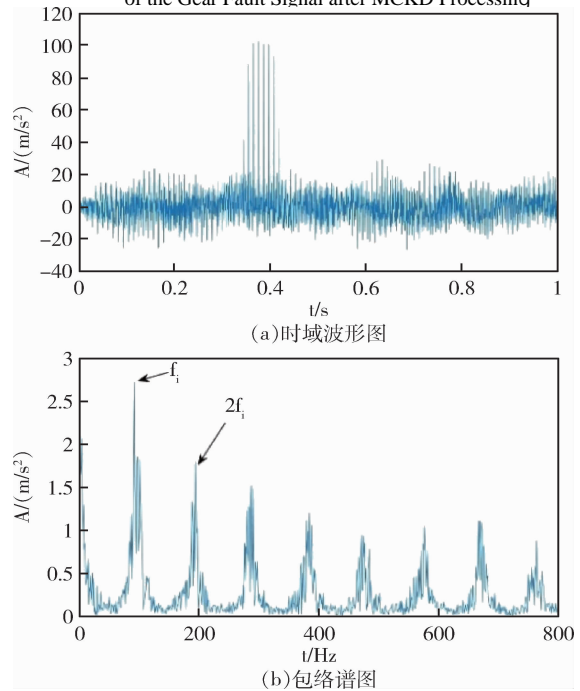 of the Gear Fault Signal after MCKD Processing
120
100
80
60
40
20
0
−20
−40
A/(m/s²)
0 0.2 0.4 0.6 0.8 1
t/s
(a)时域波形图
3
2.5
2
1.5
1
0.5
0
A/(m/s²)
fᵢ
2fᵢ
0 200 400 600 800
t/Hz
(b)包络谱图